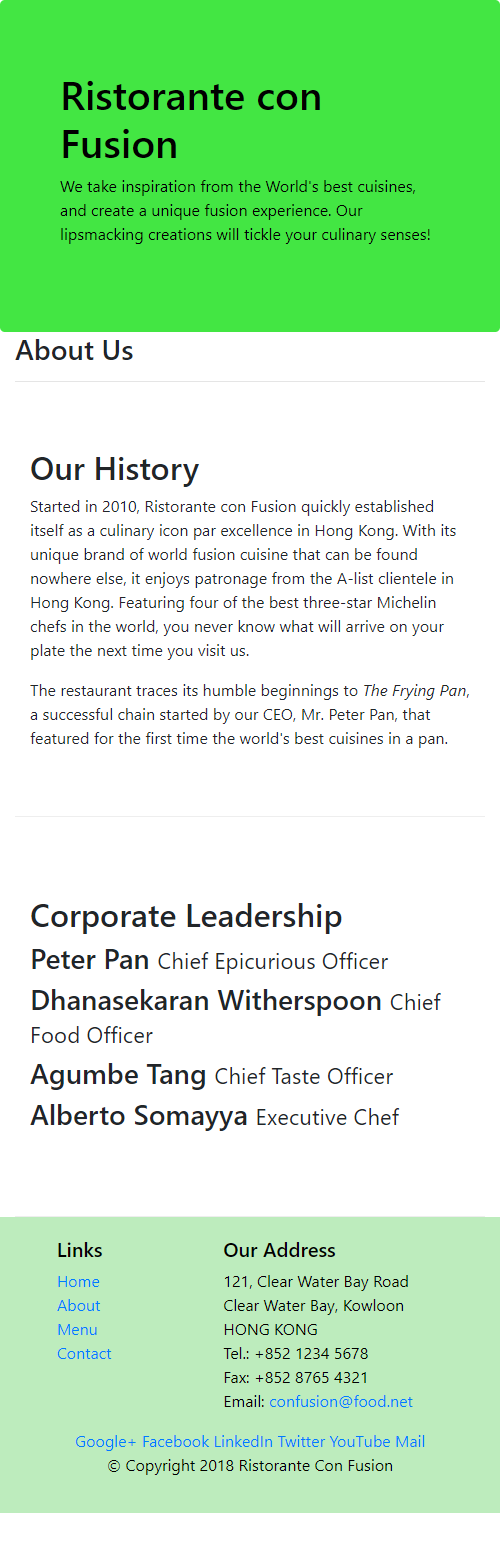 Ristorante con
Fusion
We take inspiration from the World's best cuisines,
and create a unique fusion experience. Our
lipsmacking creations will tickle your culinary senses!
About Us
Our History
Started in 2010, Ristorante con Fusion quickly established
itself as a culinary icon par excellence in Hong Kong. With its
unique brand of world fusion cuisine that can be found
nowhere else, it enjoys patronage from the A-list clientele in
Hong Kong. Featuring four of the best three-star Michelin
chefs in the world, you never know what will arrive on your
plate the next time you visit us.
The restaurant traces its humble beginnings to The Frying Pan,
a successful chain started by our CEO, Mr. Peter Pan, that
featured for the first time the world's best cuisines in a pan.
Corporate Leadership
Peter Pan Chief Epicurious Officer
Dhanasekaran Witherspoon Chief
Food Officer
Agumbe Tang Chief Taste Officer
Alberto Somayya Executive Chef
Links
Home
About
Menu
Contact
Our Address
121, Clear Water Bay Road
Clear Water Bay, Kowloon
HONG KONG
Tel.: +852 1234 5678
Fax: +852 8765 4321
Email: confusion@food.net
Google+ Facebook LinkedIn Twitter YouTube Mail
© Copyright 2018 Ristorante Con Fusion